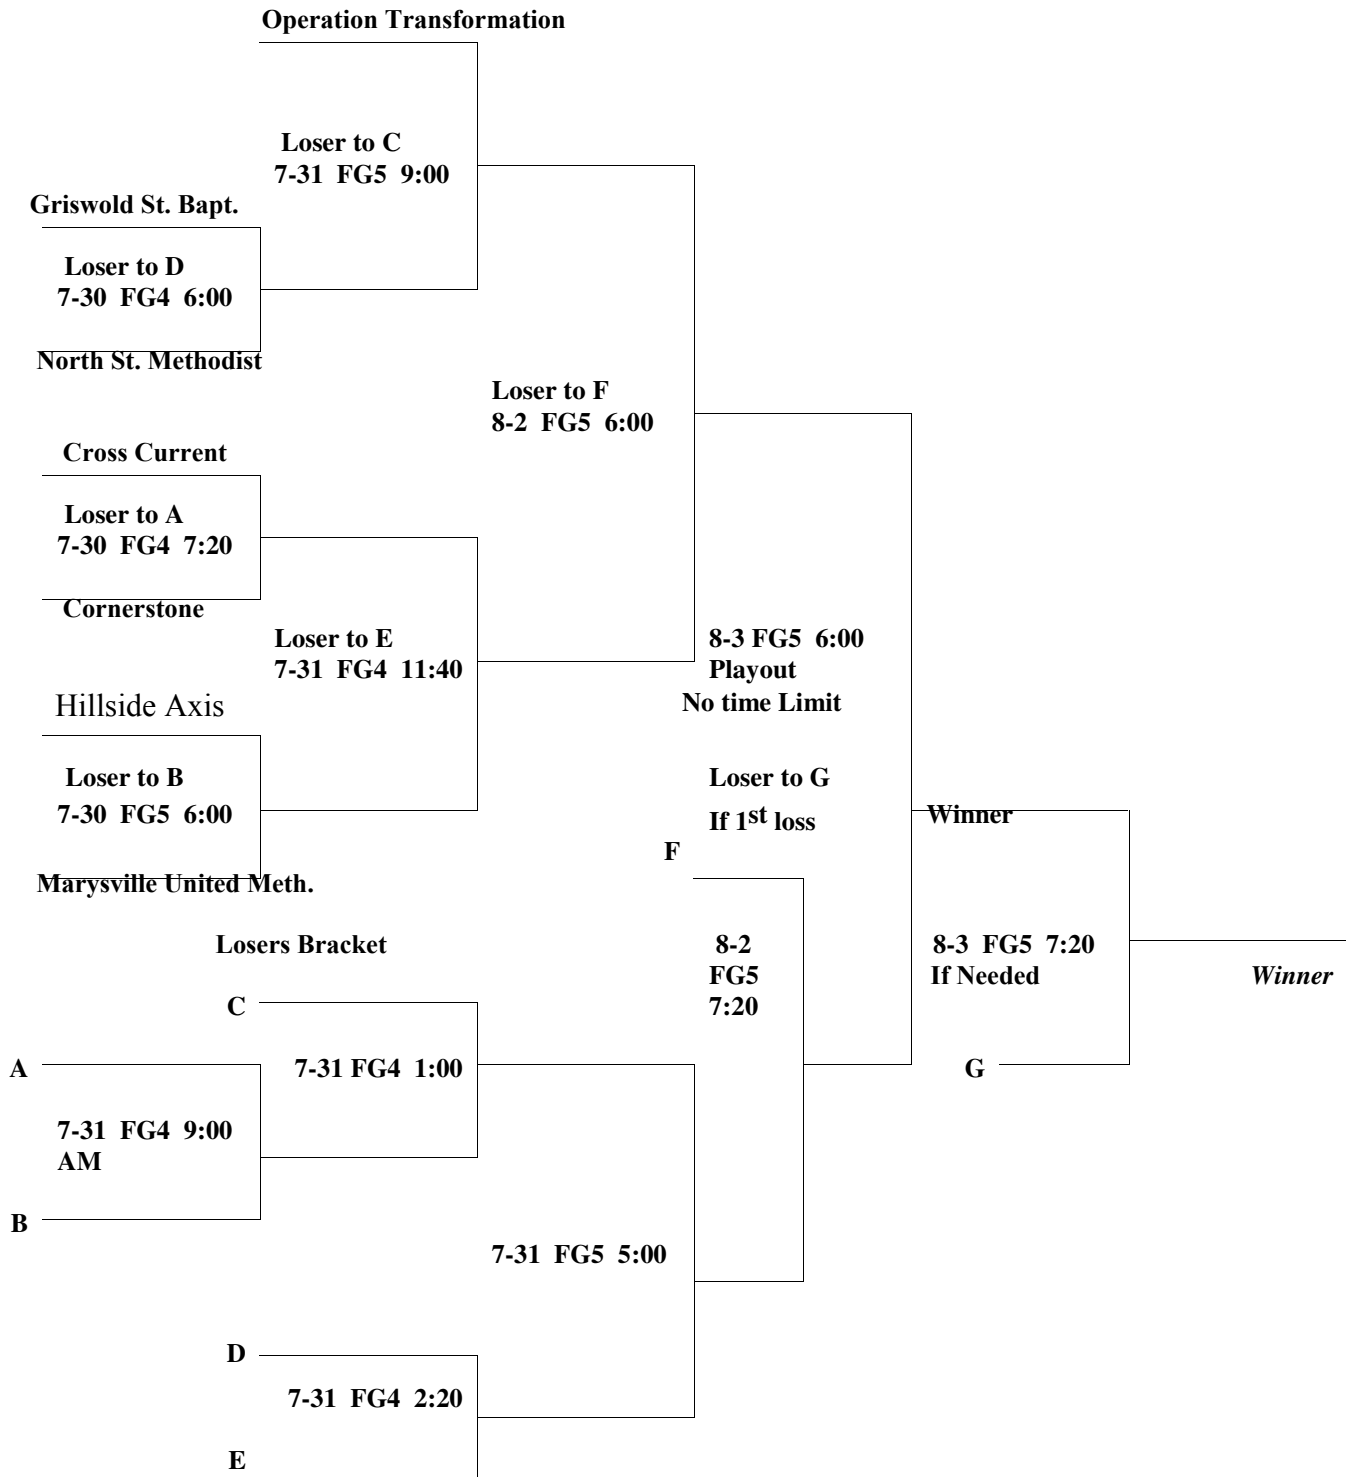 Operation Transformation
Loser to C
7-31 FG5 9:00
Griswold St. Bapt.
Loser to D
7-30 FG4 6:00
North St. Methodist
Loser to F
8-2 FG5 6:00
Cross Current
Loser to A
7-30 FG4 7:20
Cornerstone
Loser to E
7-31 FG4 11:40
8-3 FG5 6:00
Playout
No time Limit
Hillside Axis
Loser to B
7-30 FG5 6:00
Loser to G
If 1st loss
Winner
F
Marysville United Meth.
Losers Bracket
8-2
FG5
7:20
8-3 FG5 7:20
If Needed
Winner
C
A
7-31 FG4 1:00
G
7-31 FG4 9:00
AM
B
7-31 FG5 5:00
D
7-31 FG4 2:20
E